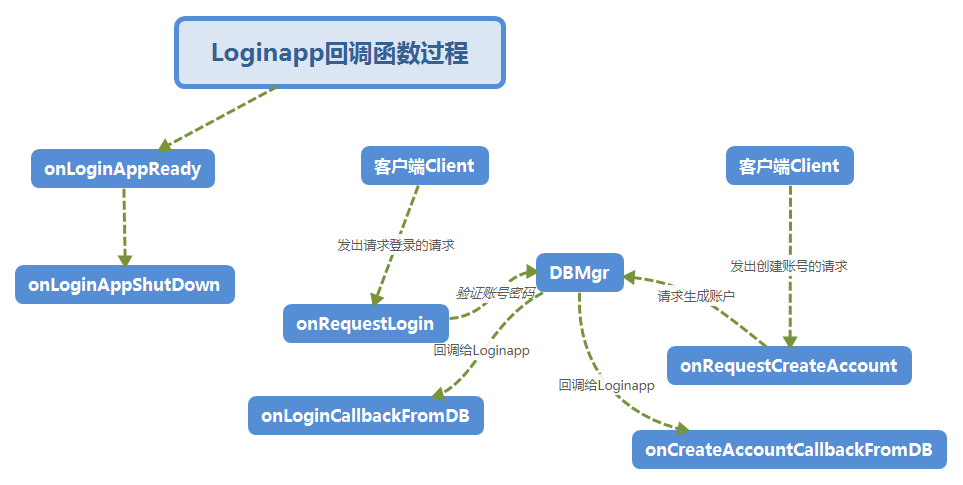 Loginapp回调函数过程
onLoginAppReady
客户端Client
客户端Client
发出请求登录的请求
发出创建账号的请求
onLoginAppShutDown
DBMgr
验证账号密码
请求生成账户
onRequestLogin
回调给Loginapp
onRequestCreateAccount
回调给Loginapp
onLoginCallbackFromDB
onCreateAccountCallbackFromDB